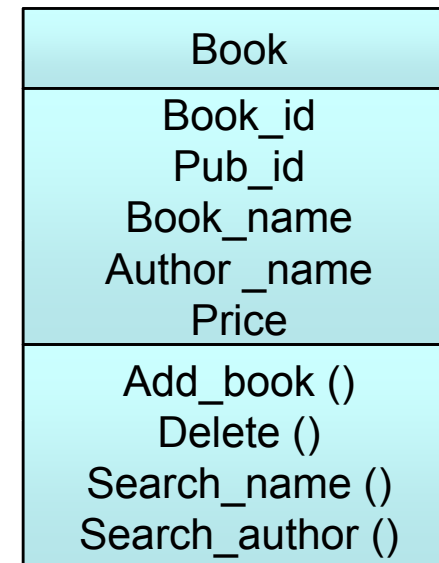 Book
Book_id
Pub_id
Book_name
Author _name
Price
Add_book ()
Delete ()
Search_name ()
Search_author ()